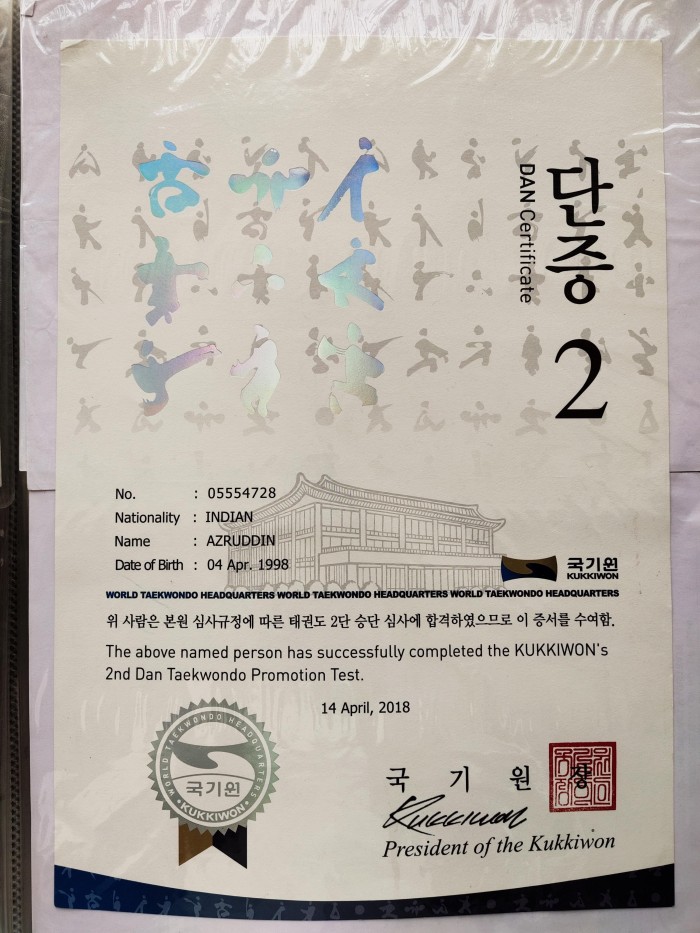 단증
DAN Certificate
2
No. : 05554728
Nationality : INDIAN
Name : AZRUDDIN
Date of Birth : 04 Apr. 1998
국기원
KUKKIWON
WORLD TAEKWONDO HEADQUARTERS WORLD TAEKWONDO HEADQUARTERS WORLD TAEKWONDO HEADQUARTERS
위 사람은 본원 심사규정에 따른 태권도 2단 승단 심사에 합격하였으므로 이 증서를 수여함.
The above named person has successfully completed the KUKKIWON's
2nd Dan Taekwondo Promotion Test.
14 April, 2018
WORLD TAEKWONDO HEADQUARTERS
국기원
KUKKIWON
국 기 원 장
Kukkiwon
President of the Kukkiwon